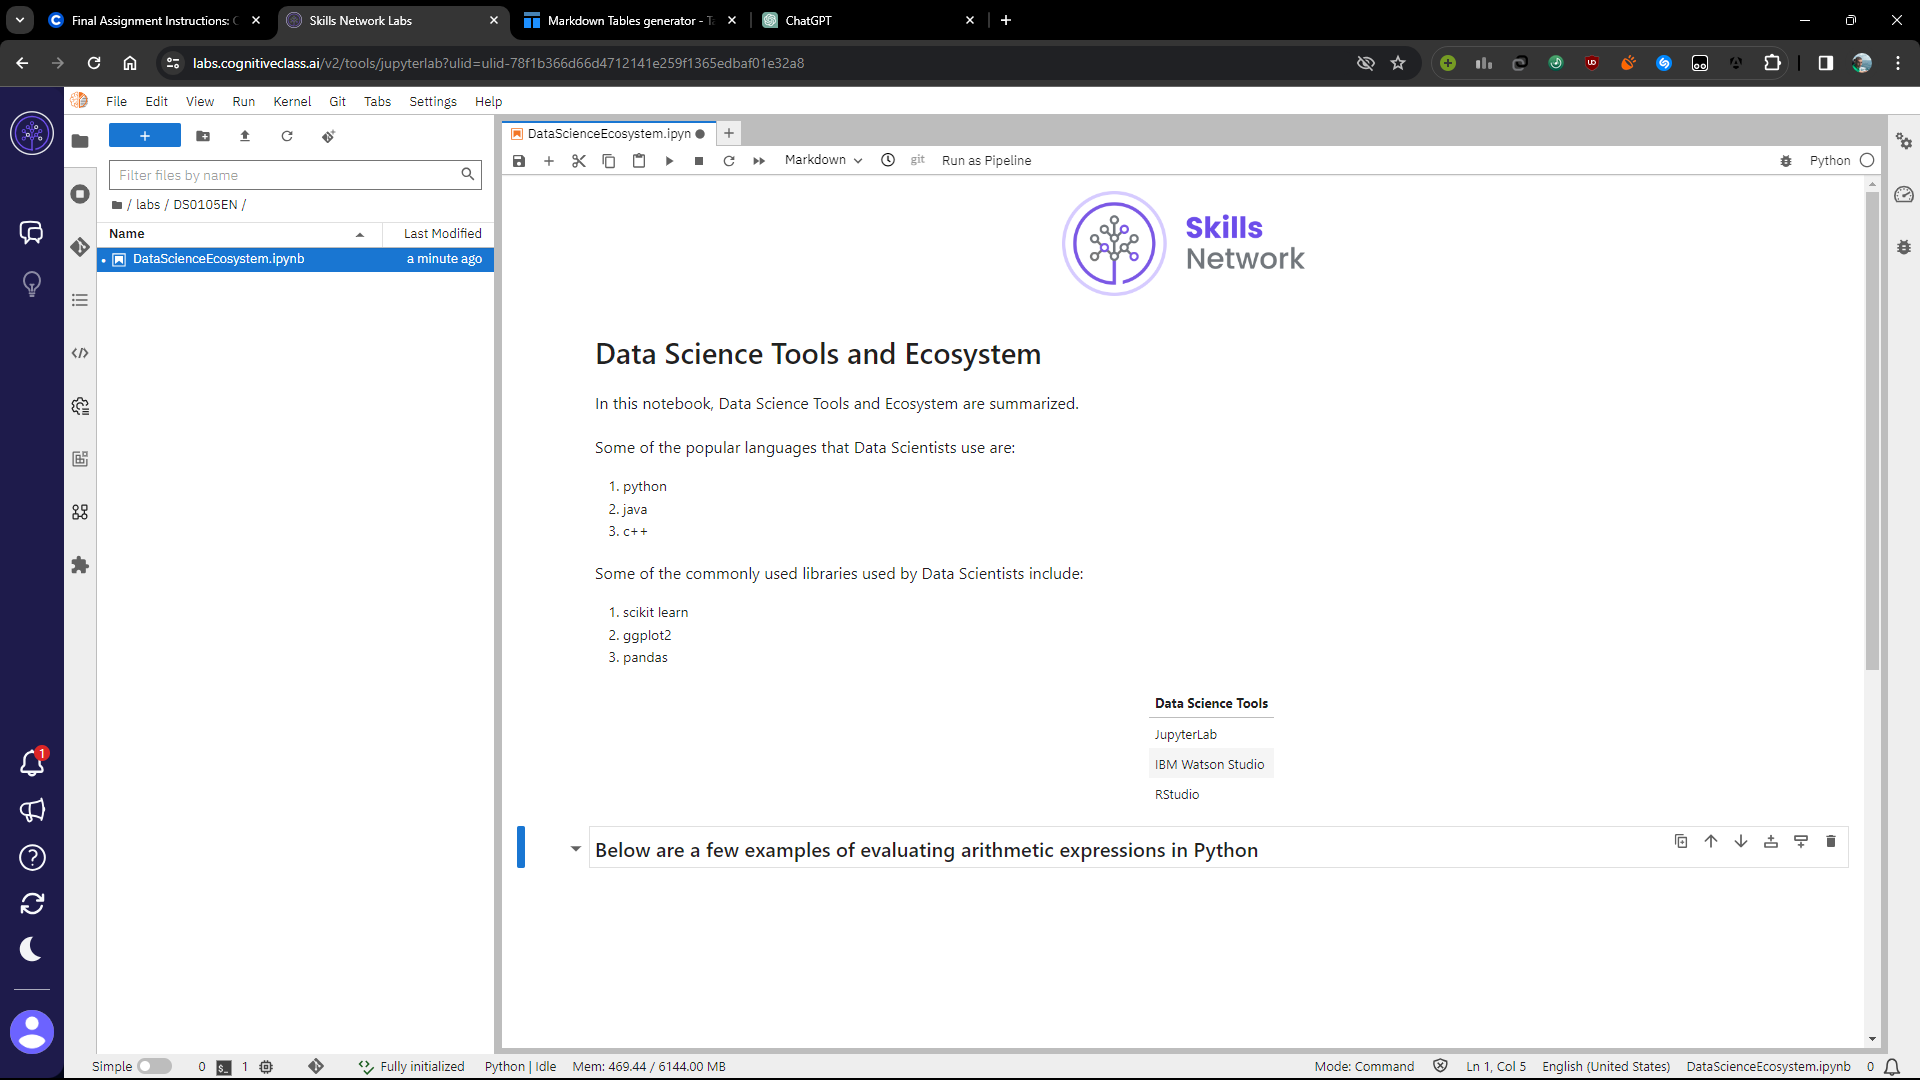 Final Assignment Instructions: C
Skills Network Labs
Markdown Tables generator - Ta
ChatGPT
labs.cognitiveclass.ai/v2/tools/jupyterlab?ulid=ulid-78f1b366d66d4712141e259f1365edbaf01e32a8
File Edit View Run Kernel Git Tabs Settings Help
Filter files by name
/ labs / DS0105EN /
Name Last Modified
DataScienceEcosystem.ipynb a minute ago
DataScienceEcosystem.ipyn
Markdown git Run as Pipeline Python
Skills
Network
Data Science Tools and Ecosystem
In this notebook, Data Science Tools and Ecosystem are summarized.
Some of the popular languages that Data Scientists use are:
1. python
2. java
3. c++
Some of the commonly used libraries used by Data Scientists include:
1. scikit learn
2. ggplot2
3. pandas
Data Science Tools
JupyterLab
IBM Watson Studio
RStudio
Below are a few examples of evaluating arithmetic expressions in Python
1
Simple 0 1 Fully initialized Python | Idle Mem: 469.44 / 6144.00 MB Mode: Command Ln 1, Col 5 English (United States) DataScienceEcosystem.ipynb 0